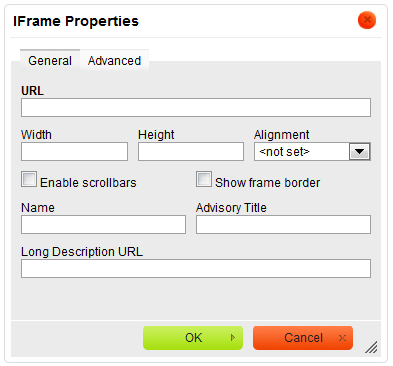 IFrame Properties
General Advanced
URL
Width Height Alignment
<not set>
Enable scrollbars Show frame border
Name Advisory Title
Long Description URL
OK Cancel